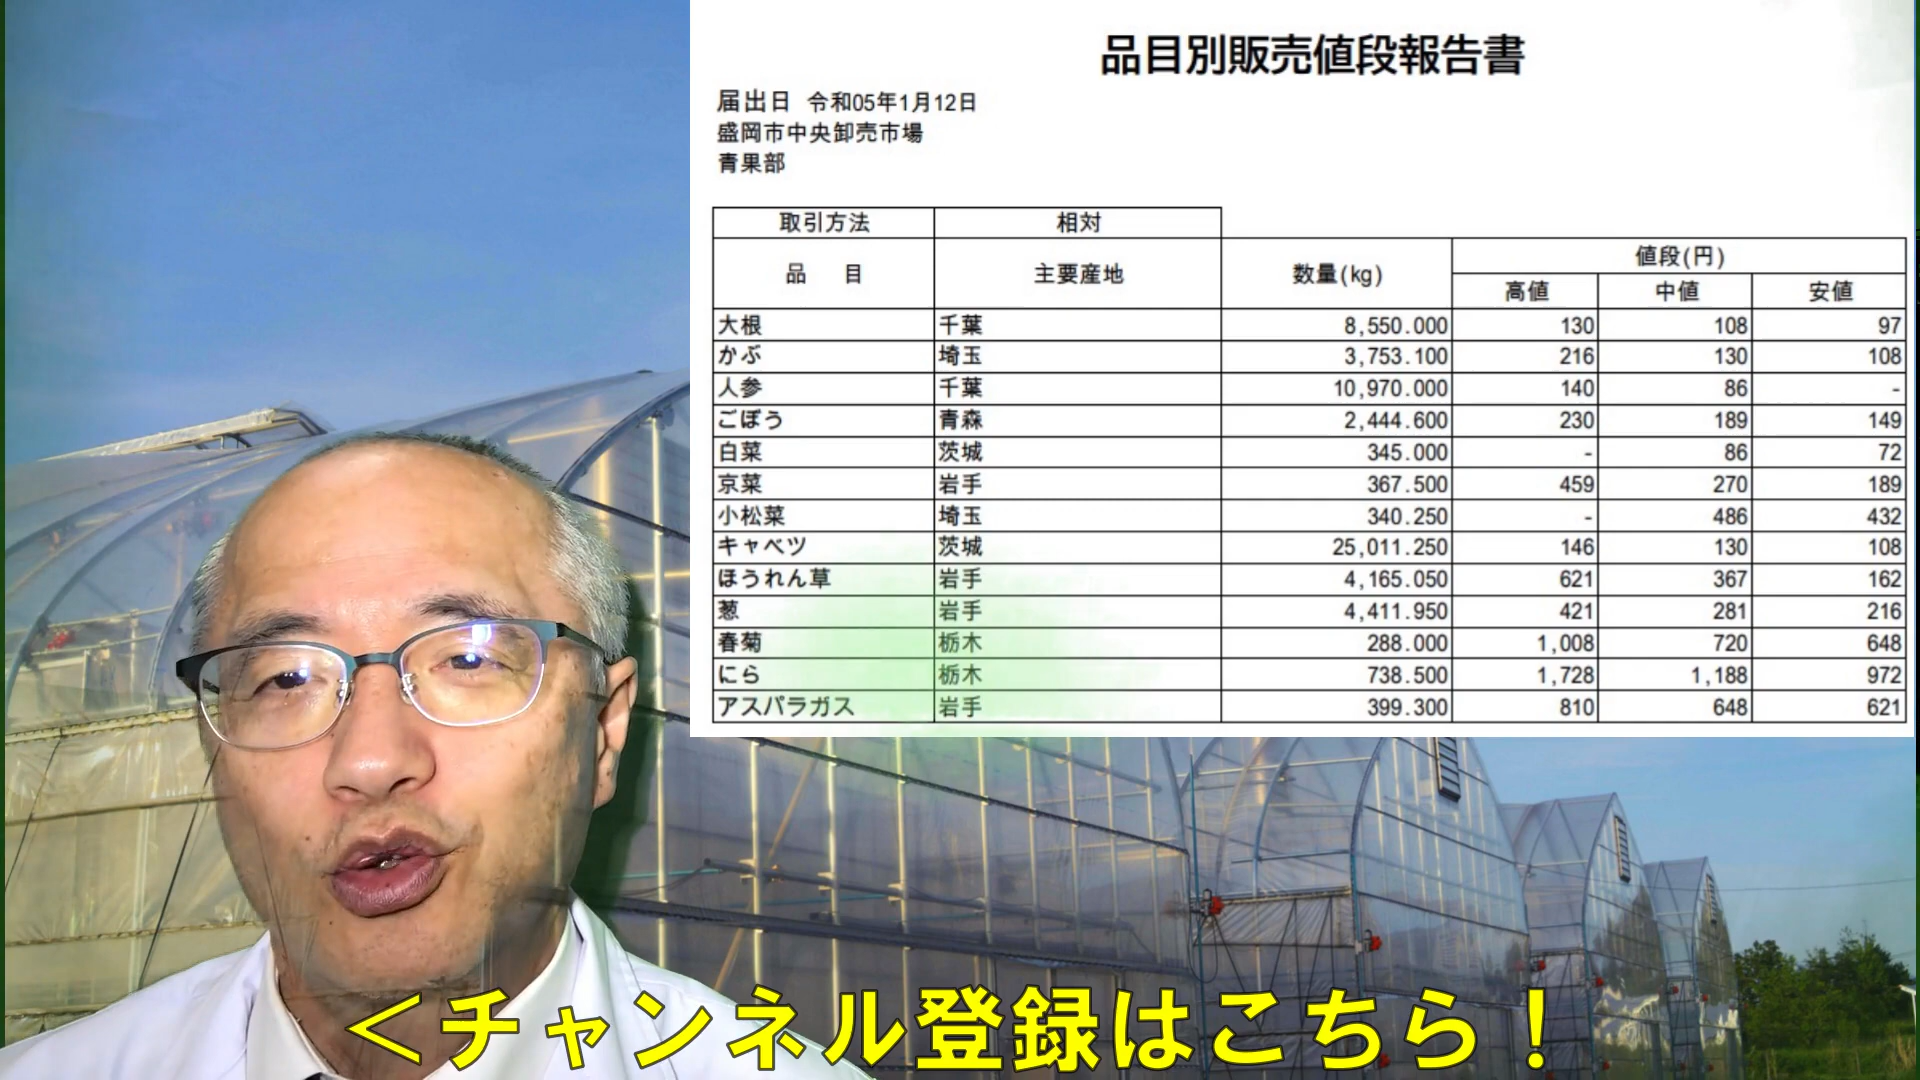 品目別販売値段報告書
届出日 令和05年1月12日
盛岡市中央卸売市場
青果部
取引方法 相対
品 目 主要産地 数量(kg) 値段(円)
高値 中値 安値
大根 千葉 8,550.000 130 108 97
かぶ 埼玉 3,753.100 216 130 108
人参 千葉 10,970.000 140 86 -
ごぼう 青森 2,444.600 230 189 149
白菜 茨城 345.000 - 86 72
京菜 岩手 367.500 459 270 189
小松菜 埼玉 340.250 - 486 432
キャベツ 茨城 25,011.250 146 130 108
ほうれん草 岩手 4,165.050 621 367 162
葱 岩手 4,411.950 421 281 216
春菊 栃木 288.000 1,008 720 648
にら 栃木 738.500 1,728 1,188 972
アスパラガス 岩手 399.300 810 648 621
＜チャンネル登録はこちら！